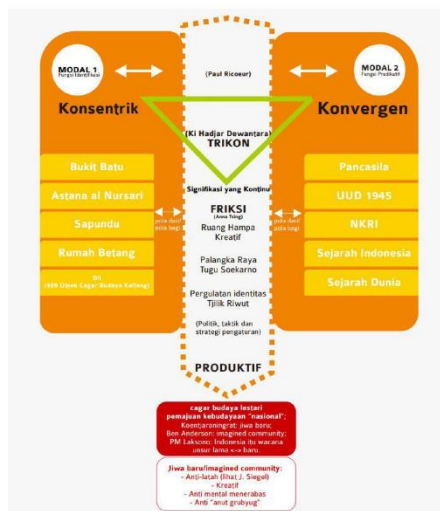 MODAL 1
Fungsi Identifikasi
Konsentrik
Bukit Batu
Astana al Nursari
Sapundu
Rumah Betang
(Paul Ricoeur)
(Ki Hadjar Dewantara)
TRIKON
Signifikasi yang Kontinu
FRIKSI
(Anna Tsing)
Ruang Hampa
Kreatif
Palangka Raya
Tugu Soekarno
Pergulatan identitas
Tjilik Riwut
(Politik, taktik dan
strategi pengaturan)
PRODUKTIF
MODAL 2
Fungsi Predikatif
Konvergen
Pancasila
UUD 1945
NKRI
Sejarah Indonesia
Sejarah Dunia
cagar budaya lestari
pemajuan kebudayaan "nasional";
Koentjaroningrat: jiwa baru;
Ben Anderson: imagined community;
PM Laksono: Indonesia itu wacana
unsur lama <-> baru.
Jiwa baru/imagined community:
- Anti-latah (lihat J. Siegel)
- Kreatif
- Anti mental menerabas
- Anti "anut grubyug"